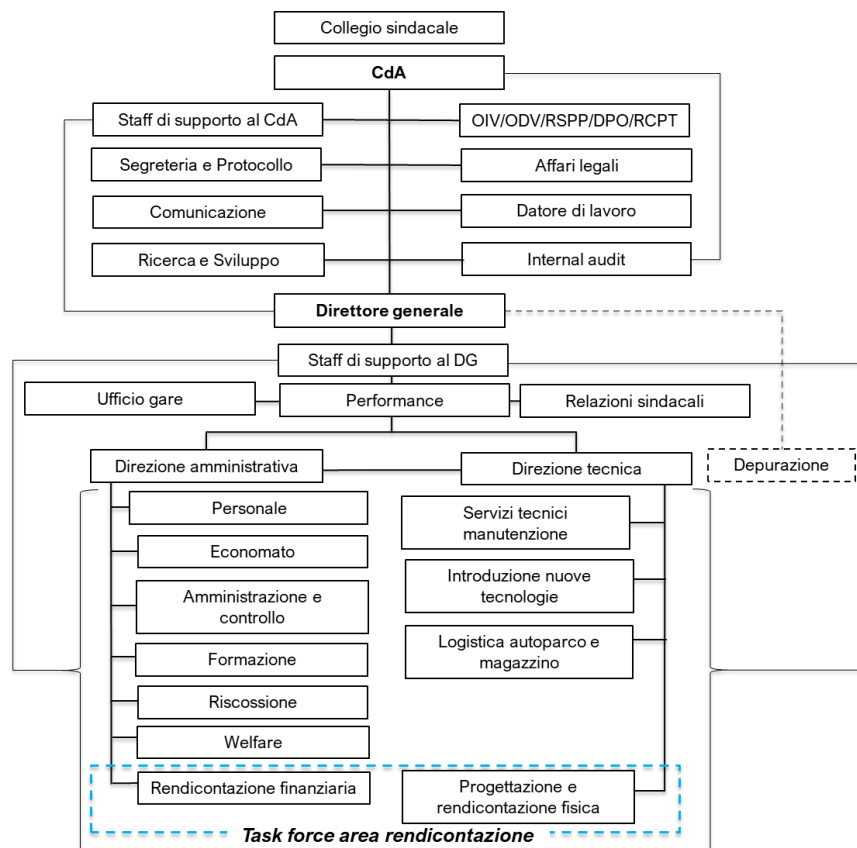 Collegio sindacale
CdA
Staff di supporto al CdA
OIV/ODV/RSPP/DPO/RCPT
Segreteria e Protocollo
Affari legali
Comunicazione
Datore di lavoro
Ricerca e Sviluppo
Internal audit
Direttore generale
Staff di supporto al DG
Ufficio gare
Performance
Relazioni sindacali
Direzione amministrativa
Direzione tecnica
Depurazione
Personale
Servizi tecnici
manutenzione
Economato
Introduzione nuove
tecnologie
Amministrazione e
controllo
Logistica autoparco e
magazzino
Formazione
Riscossione
Welfare
Rendicontazione finanziaria
Progettazione e
rendicontazione fisica
Task force area rendicontazione